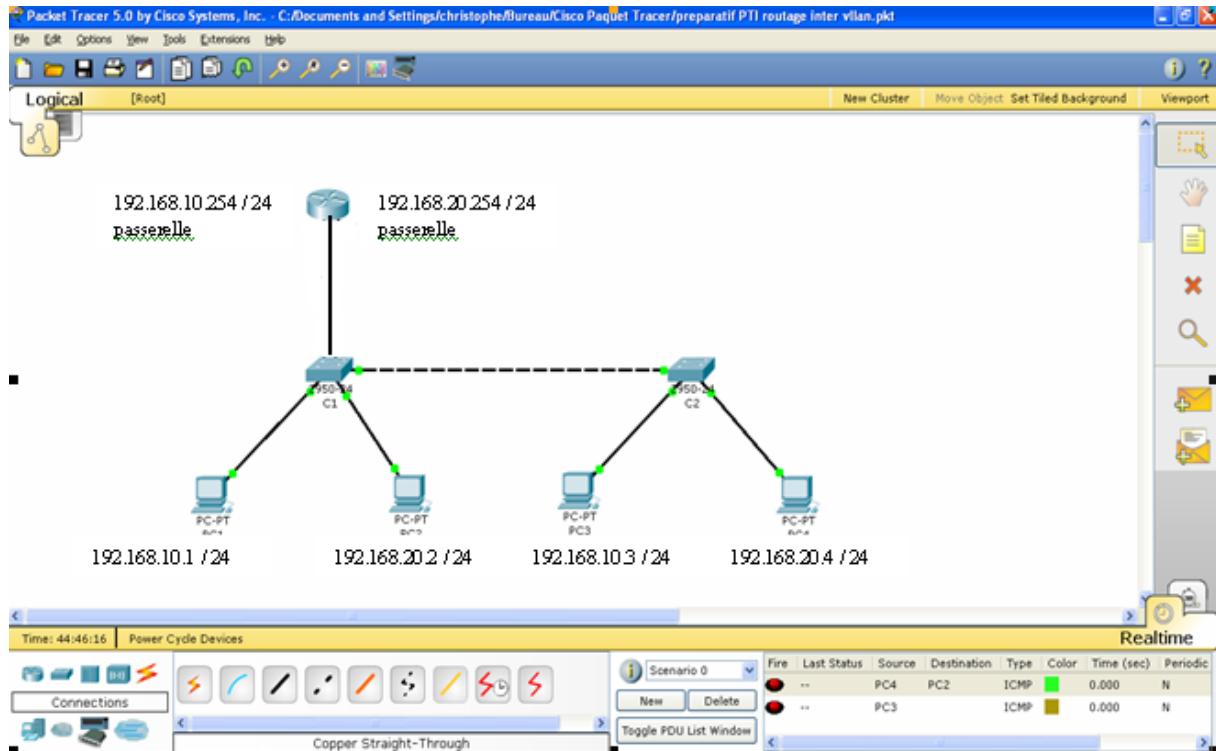 Packet Tracer 5.0 by Cisco Systems, Inc. - C:/Documents and Settings/christophe/Bureau/Cisco Paquet Tracer/preparatif PTI routage inter vllan.pkt
File Edit Options View Tools Extensions Help
Logical [Root] New Cluster Move Object Set Tiled Background Viewport
192.168.10.254 / 24 192.168.20.254 / 24
passerelle passerelle
2950-24 2950-24
C1 C2
PC-PT PC-PT PC-PT PC-PT
PC3
192.168.10.1 / 24 192.168.20.2 / 24 192.168.10.3 / 24 192.168.20.4 / 24
Time: 44:46:16 Power Cycle Devices Realtime
Connections
Copper Straight-Through
Scenario 0
New Delete
Toggle PDU List Window
Fire Last Status Source Destination Type Color Time (sec) Periodic
-- PC4 PC2 ICMP 0.000 N
-- PC3 ICMP 0.000 N